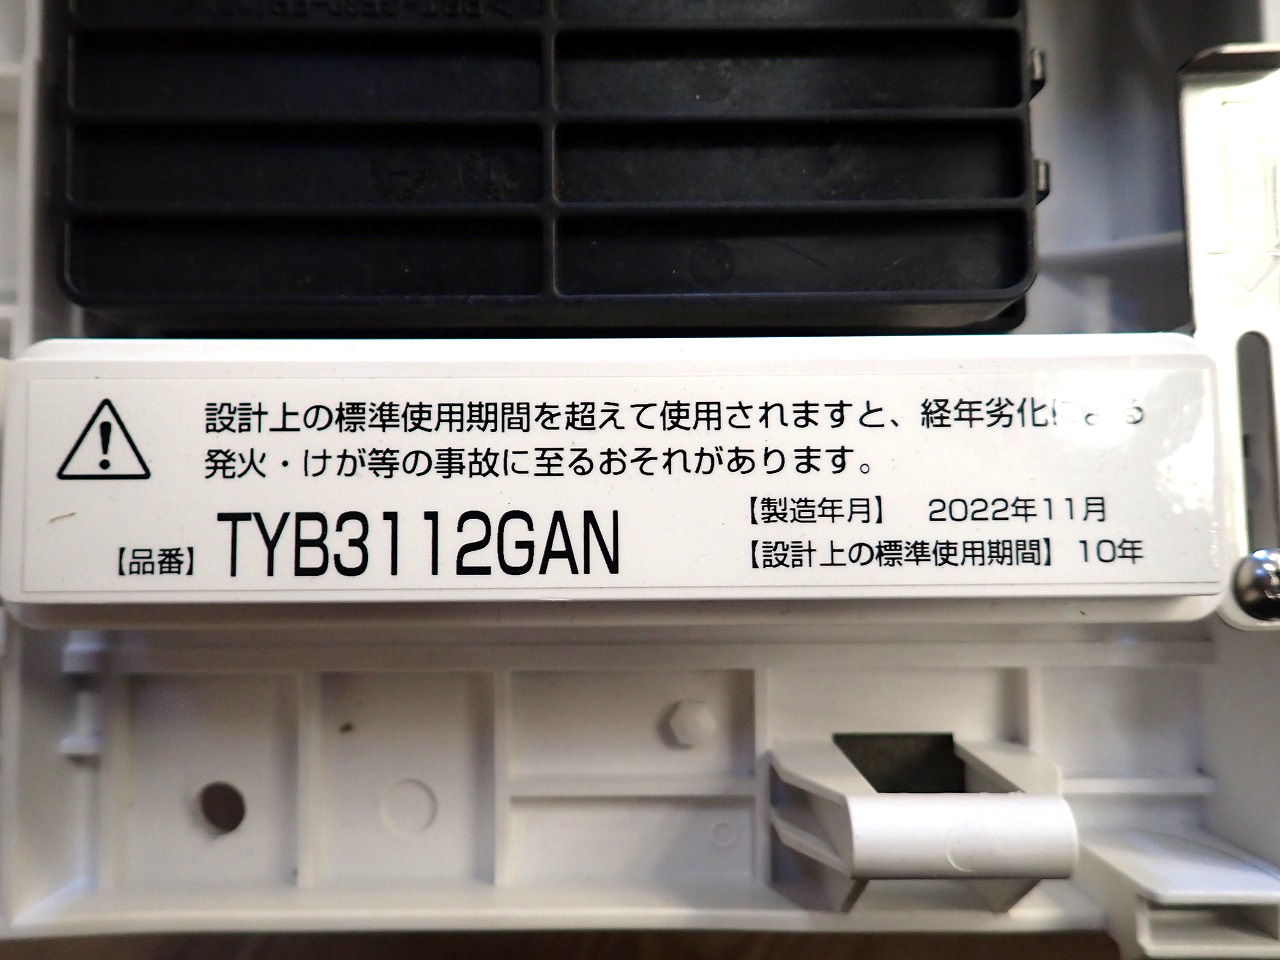 設計上の標準使用期間を超えて使用されますと、経年劣化による
発火・けが等の事故に至るおそれがあります。
【品番】TYB3112GAN
【製造年月】 2022年11月
【設計上の標準使用期間】 10年